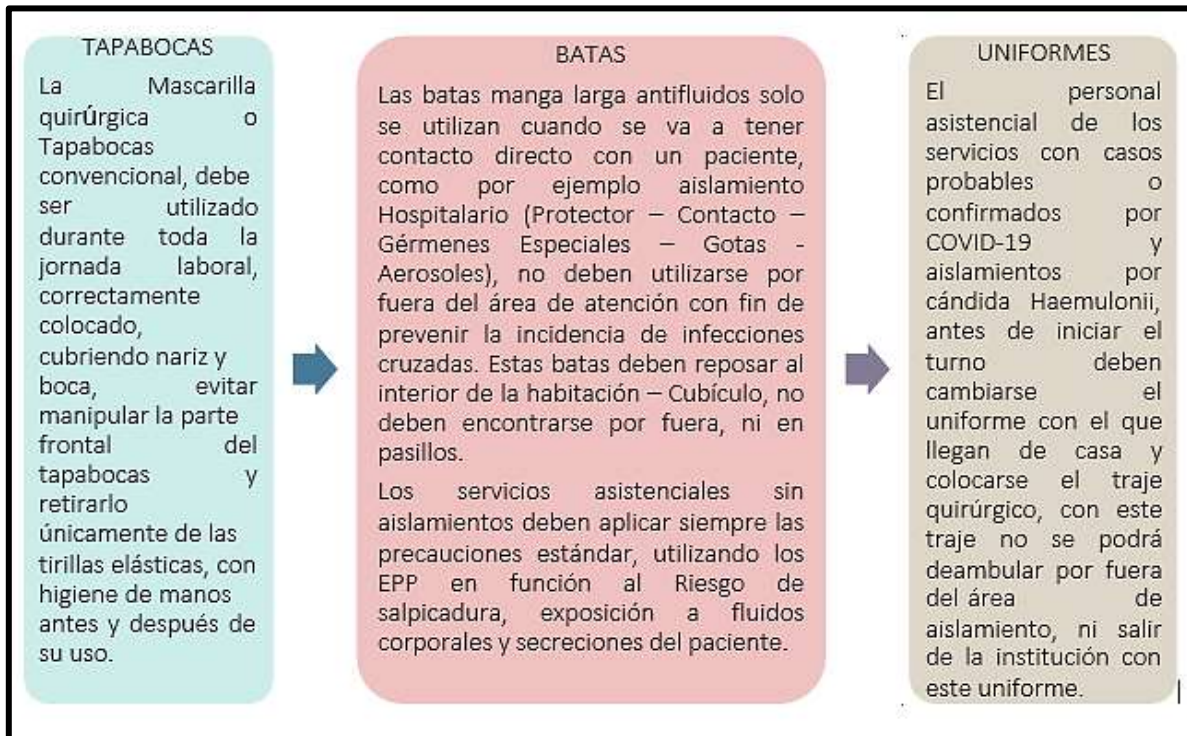 TAPABOCAS
La Mascarilla
quirúrgica o
Tapabocas
convencional, debe
ser utilizado
durante toda la
jornada laboral,
correctamente
colocado,
cubriendo nariz y
boca, evitar
manipular la parte
frontal del
tapabocas y
retirarlo
únicamente de las
tirillas elásticas, con
higiene de manos
antes y después de
su uso.
BATAS
Las batas manga larga antifluidos solo
se utilizan cuando se va a tener
contacto directo con un paciente,
como por ejemplo aislamiento
Hospitalario (Protector – Contacto –
Gérmenes Especiales – Gotas -
Aerosoles), no deben utilizarse por
fuera del área de atención con fin de
prevenir la incidencia de infecciones
cruzadas. Estas batas deben reposar al
interior de la habitación – Cubículo, no
deben encontrarse por fuera, ni en
pasillos.
Los servicios asistenciales sin
aislamientos deben aplicar siempre las
precauciones estándar, utilizando los
EPP en función al Riesgo de
salpicadura, exposición a fluidos
corporales y secreciones del paciente.
UNIFORMES
El personal
asistencial de los
servicios con casos
probables o
confirmados por
COVID-19 y
aislamientos por
cándida Haemulonii,
antes de iniciar el
turno deben
cambiarse el
uniforme con el que
llegan de casa y
colocarse el traje
quirúrgico, con este
traje no se podrá
deambular por fuera
del área de
aislamiento, ni salir
de la institución con
este uniforme.